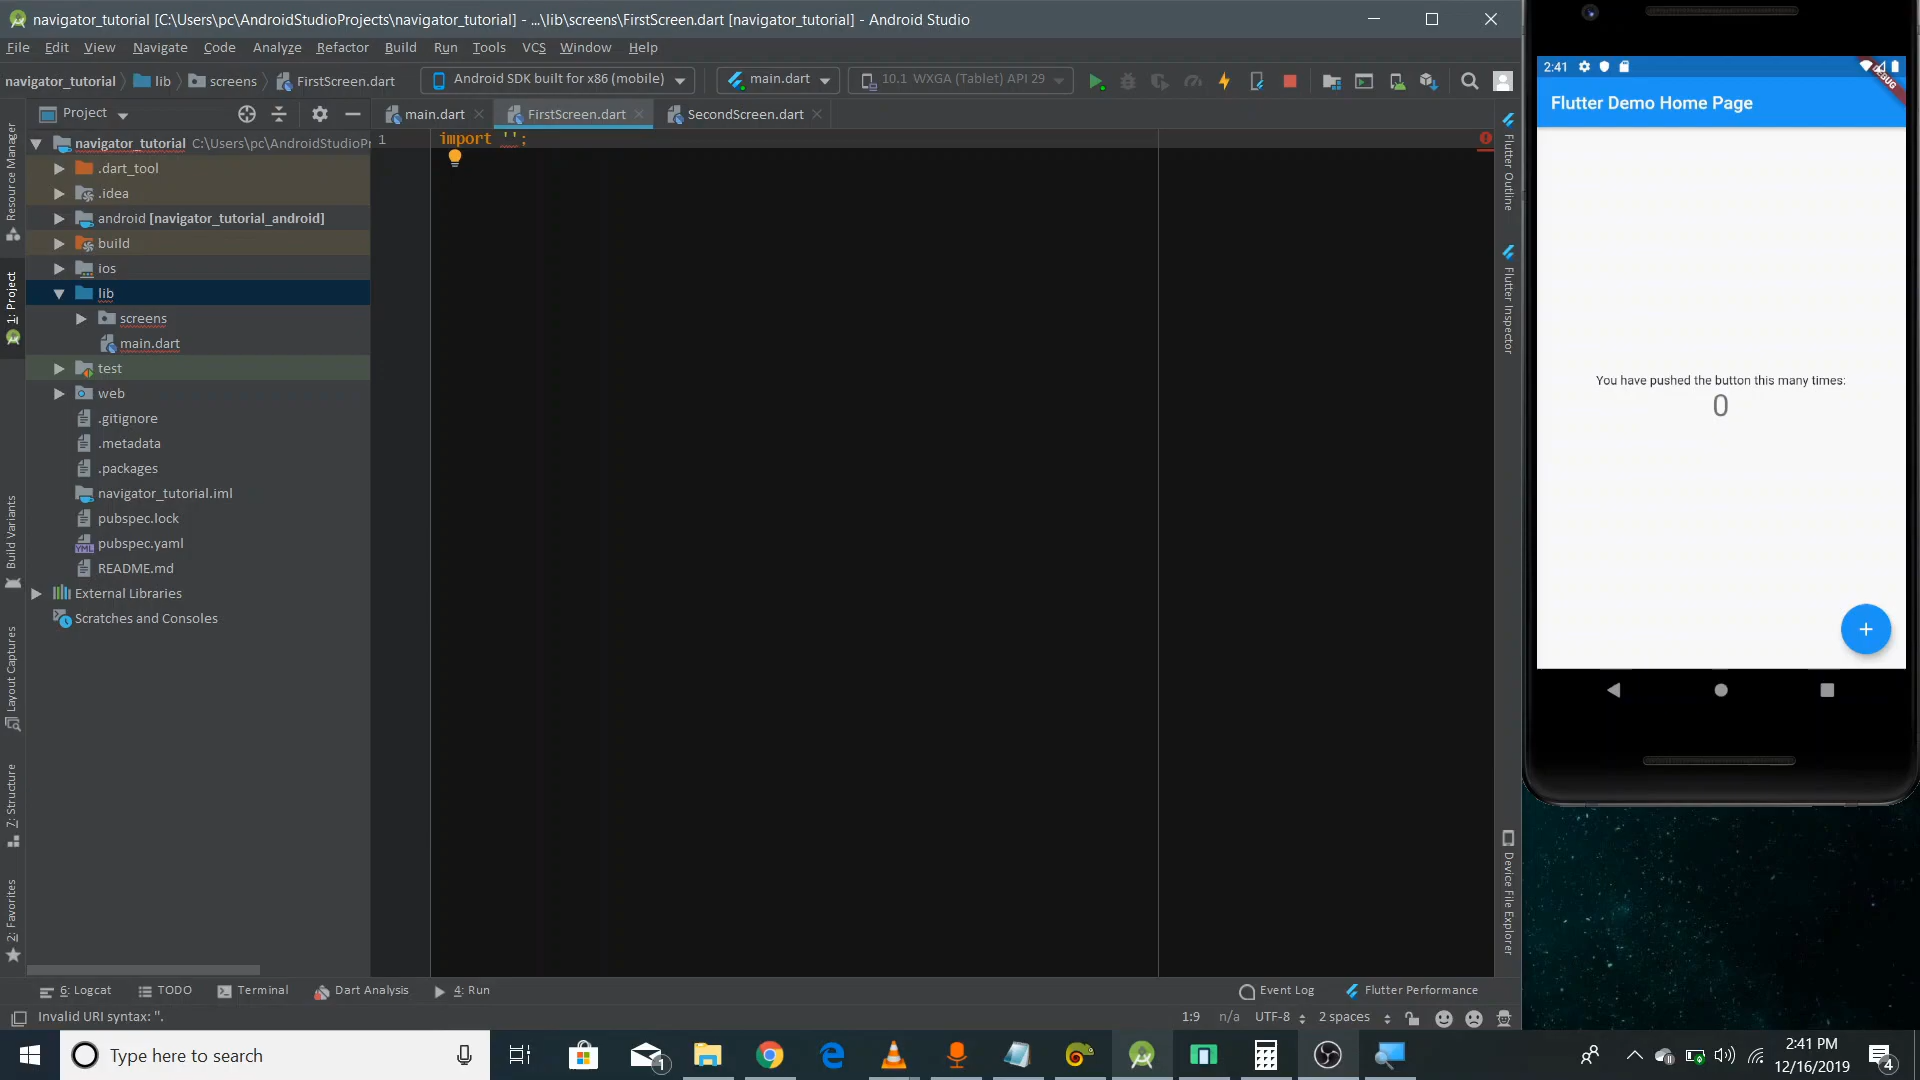 navigator_tutorial [C:\Users\pc\AndroidStudioProjects\navigator_tutorial] - ...\lib\screens\FirstScreen.dart [navigator_tutorial] - Android Studio
File Edit View Navigate Code Analyze Refactor Build Run Tools VCS Window Help
navigator_tutorial lib screens FirstScreen.dart Android SDK built for x86 (mobile) main.dart 10.1 WXGA (Tablet) API 29
Project
main.dart FirstScreen.dart SecondScreen.dart
navigator_tutorial C:\Users\pc\AndroidStudioPr
.dart_tool
.idea
android [navigator_tutorial_android]
build
ios
lib
screens
main.dart
test
web
.gitignore
.metadata
.packages
navigator_tutorial.iml
pubspec.lock
pubspec.yaml
README.md
External Libraries
Scratches and Consoles
1 import '';
Resource Manager
1: Project
Build Variants
Layout Captures
7: Structure
2: Favorites
Flutter Outline
Flutter Inspector
Device File Explorer
6: Logcat TODO Terminal Dart Analysis 4: Run Event Log Flutter Performance
Invalid URI syntax: ''. 1:9 n/a UTF-8 2 spaces
2:41
DEBUG
Flutter Demo Home Page
You have pushed the button this many times:
0
+
Type here to search
1
2:41 PM
12/16/2019
4